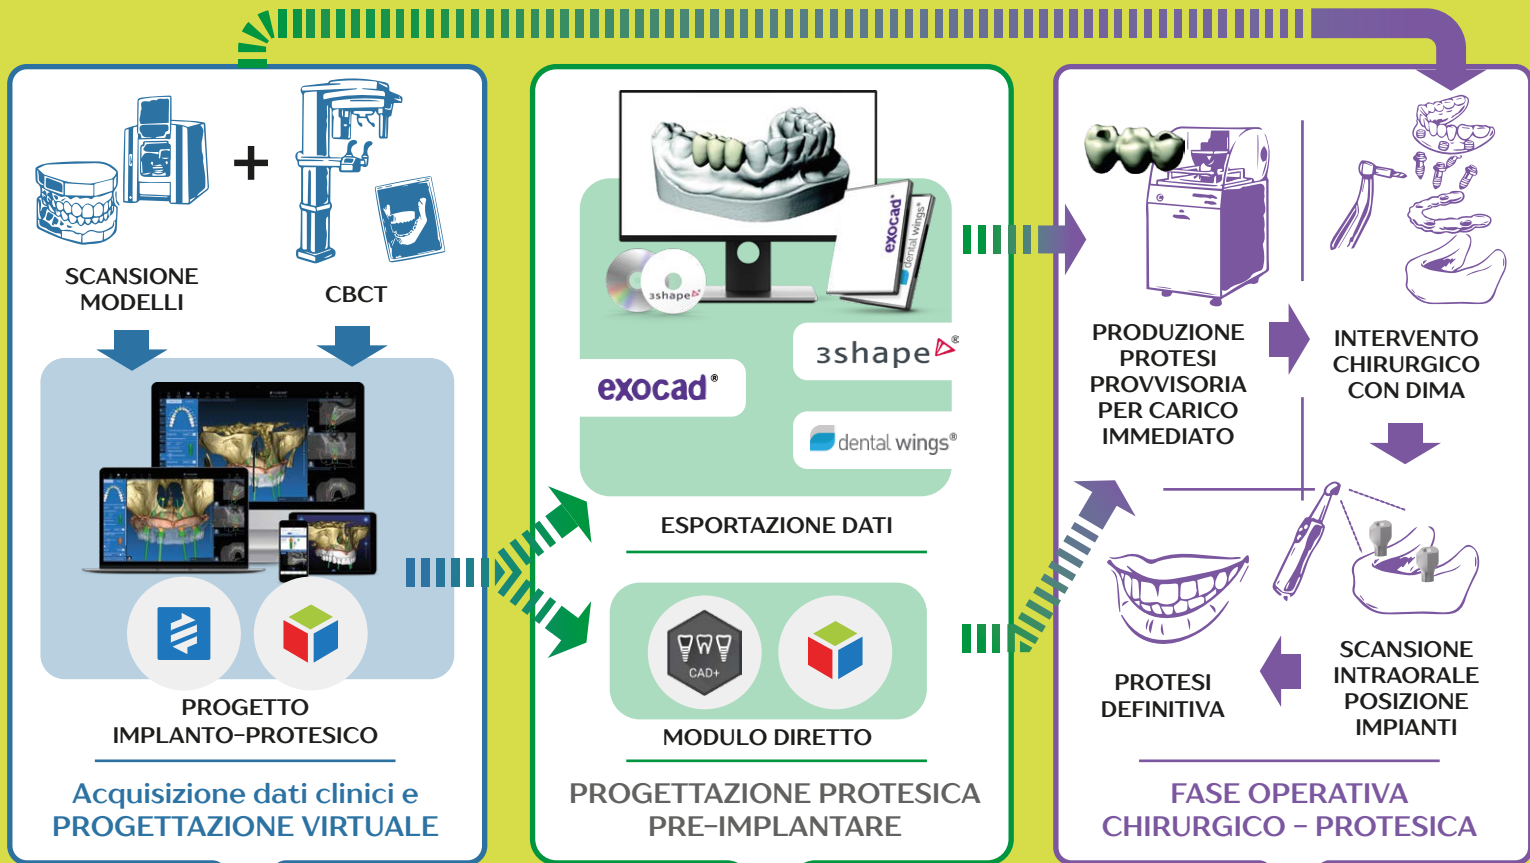 SCANSIONE
MODELLI
+
CBCT
PROGETTO
IMPLANTO-PROTESICO
Acquisizione dati clinici e
PROGETTAZIONE VIRTUALE
exocad®
dental wings®
3shape®
3shape®
exocad®
dental wings®
ESPORTAZIONE DATI
CAD+
MODULO DIRETTO
PROGETTAZIONE PROTESICA
PRE-IMPLANTARE
PRODUZIONE
PROTESI
PROVVISORIA
PER CARICO
IMMEDIATO
INTERVENTO
CHIRURGICO
CON DIMA
PROTESI
DEFINITIVA
SCANSIONE
INTRAORALE
POSIZIONE
IMPIANTI
FASE OPERATIVA
CHIRURGICO - PROTESICA